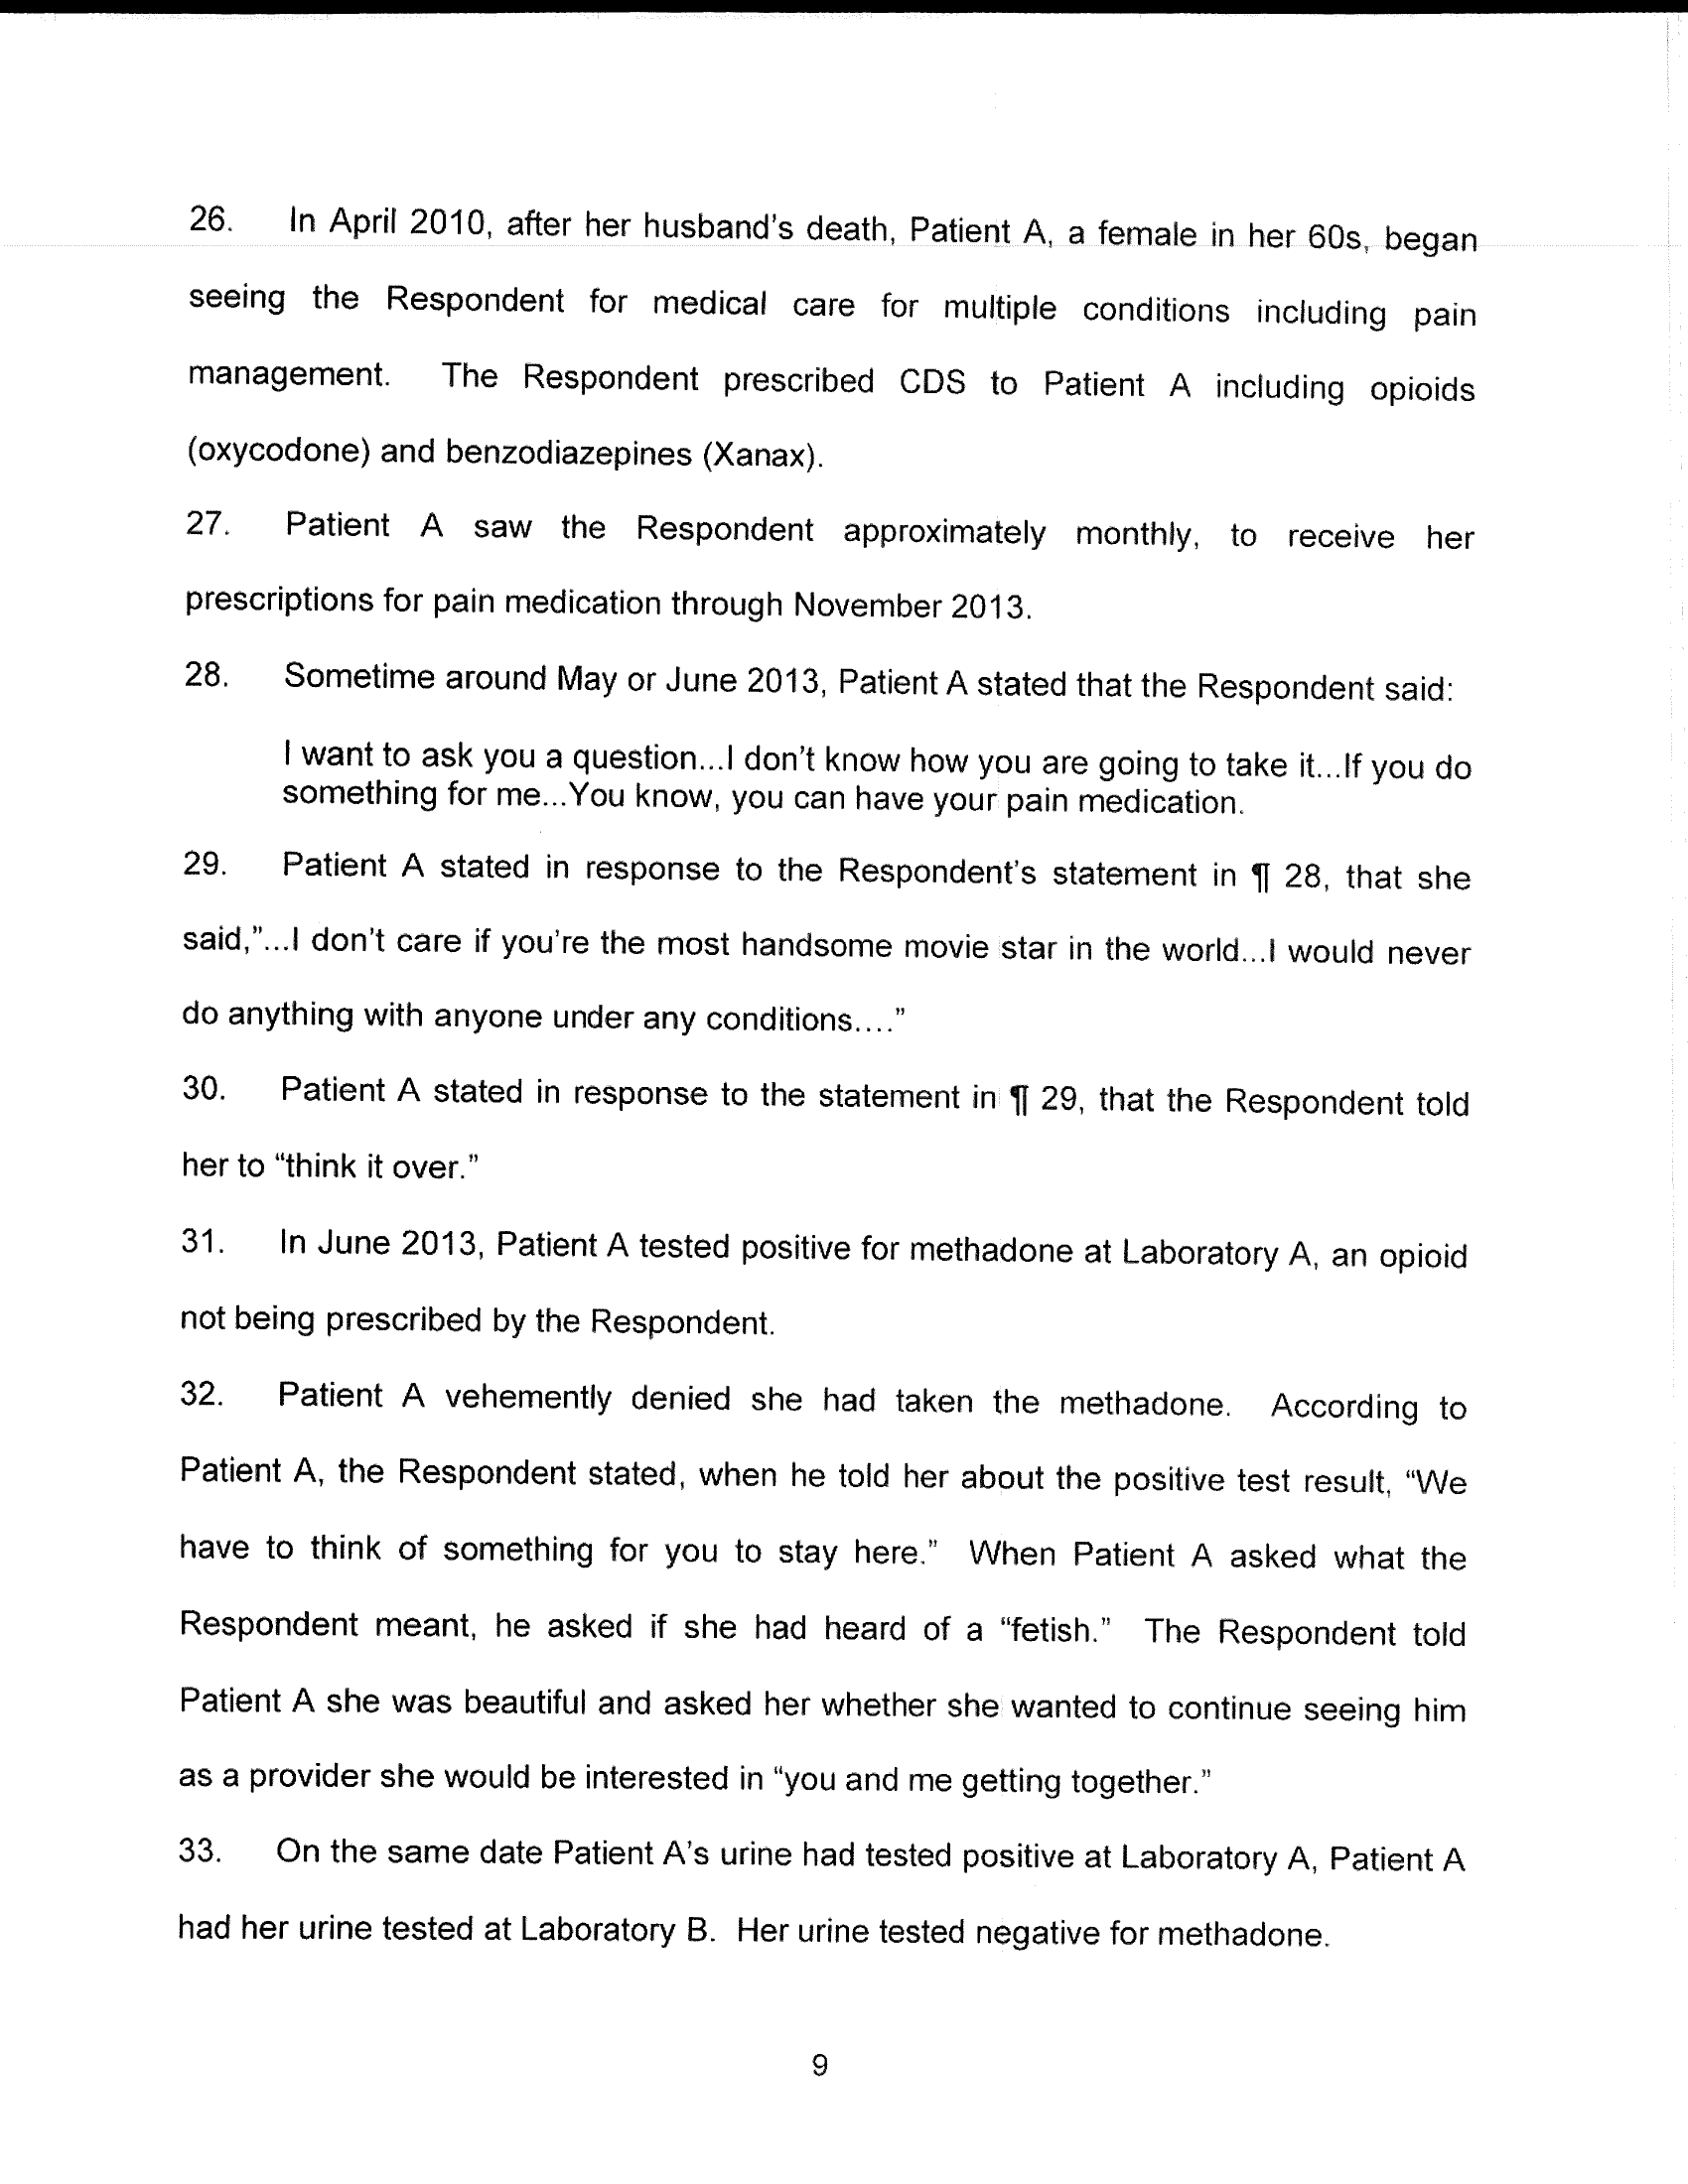 26. In April 2010, after her husband's death, Patient A, a female in her 60s, began
seeing the Respondent for medical care for multiple conditions including pain
management. The Respondent prescribed CDS to Patient A including opioids
(oxycodone) and benzodiazepines (Xanax).
27. Patient A saw the Respondent approximately monthly, to receive her
prescriptions for pain medication through November 2013.
28. Sometime around May or June 2013, Patient A stated that the Respondent said:
I want to ask you a question...I don't know how you are going to take it...If you do
something for me...You know, you can have your pain medication.
29. Patient A stated in response to the Respondent's statement in ¶ 28, that she
said,"...I don't care if you're the most handsome movie star in the world...I would never
do anything with anyone under any conditions...."
30. Patient A stated in response to the statement in ¶ 29, that the Respondent told
her to "think it over."
31. In June 2013, Patient A tested positive for methadone at Laboratory A, an opioid
not being prescribed by the Respondent.
32. Patient A vehemently denied she had taken the methadone. According to
Patient A, the Respondent stated, when he told her about the positive test result, "We
have to think of something for you to stay here." When Patient A asked what the
Respondent meant, he asked if she had heard of a "fetish." The Respondent told
Patient A she was beautiful and asked her whether she wanted to continue seeing him
as a provider she would be interested in "you and me getting together."
33. On the same date Patient A's urine had tested positive at Laboratory A, Patient A
had her urine tested at Laboratory B. Her urine tested negative for methadone.
9